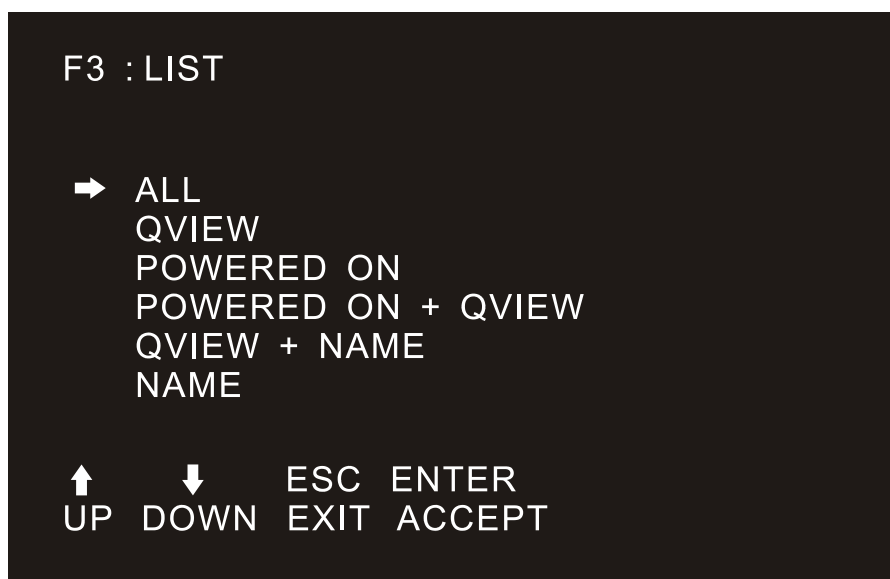 F3 : LIST
➡ ALL
QVIEW
POWERED ON
POWERED ON + QVIEW
QVIEW + NAME
NAME
⬆ ⬇ ESC ENTER
UP DOWN EXIT ACCEPT